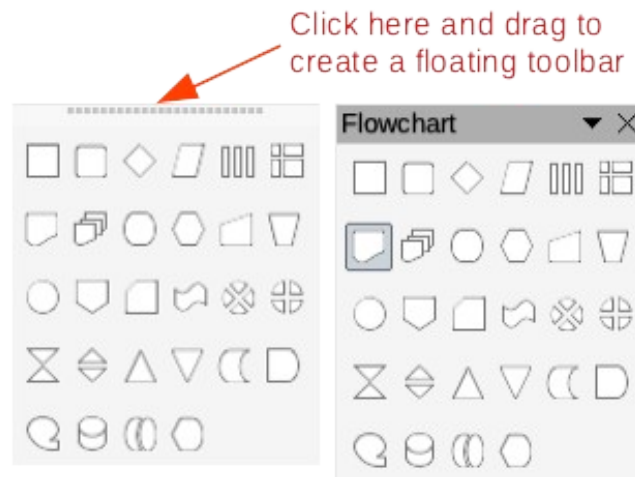 Click here and drag to
create a floating toolbar
Flowchart